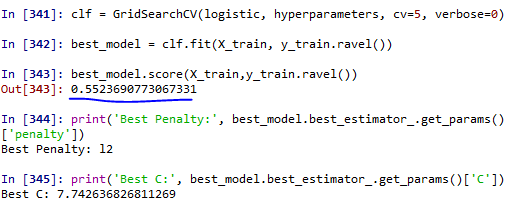 In [341]: clf = GridSearchCV(logistic, hyperparameters, cv=5, verbose=0)
In [342]: best_model = clf.fit(X_train, y_train.ravel())
In [343]: best_model.score(X_train,y_train.ravel())
Out[343]: 0.5523690773067331
In [344]: print('Best Penalty:', best_model.best_estimator_.get_params()
['penalty'])
Best Penalty: l2
In [345]: print('Best C:', best_model.best_estimator_.get_params()['C'])
Best C: 7.742636826811269